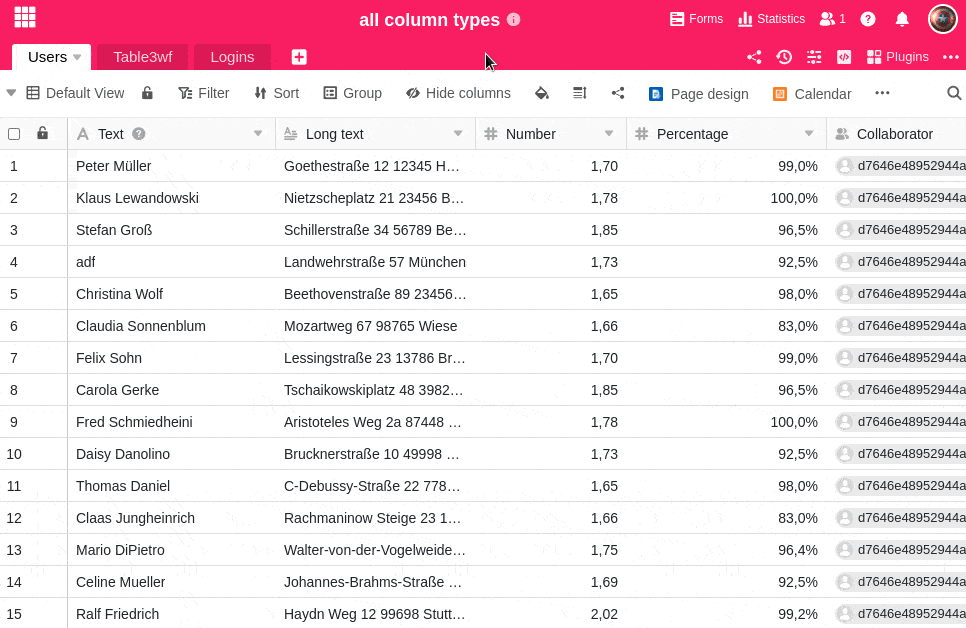 all column types
Forms Statistics 1
Users Table3wf Logins Plugins
Default View Filter Sort Group Hide columns Page design Calendar
Text Long text Number Percentage Collaborator
1 Peter Müller Goethestraße 12 12345 H… 1,70 99,0% d7646e48952944a
2 Klaus Lewandowski Nietzscheplatz 21 23456 B… 1,78 100,0% d7646e48952944a
3 Stefan Groß Schillerstraße 34 56789 Be… 1,85 96,5% d7646e48952944a
4 adf Landwehrstraße 57 München 1,73 92,5% d7646e48952944a
5 Christina Wolf Beethovenstraße 89 23456… 1,65 98,0% d7646e48952944a
6 Claudia Sonnenblum Mozartweg 67 98765 Wiese 1,66 83,0% d7646e48952944a
7 Felix Sohn Lessingstraße 23 13786 Br… 1,70 99,0% d7646e48952944a
8 Carola Gerke Tschaikowskiplatz 48 3982… 1,85 96,5% d7646e48952944a
9 Fred Schmiedheini Aristoteles Weg 2a 87448 … 1,78 100,0% d7646e48952944a
10 Daisy Danolino Brucknerstraße 10 49998 … 1,73 92,5% d7646e48952944a
11 Thomas Daniel C-Debussy-Straße 22 778… 1,65 98,0% d7646e48952944a
12 Claas Jungheinrich Rachmaninow Steige 23 1… 1,66 83,0% d7646e48952944a
13 Mario DiPietro Walter-von-der-Vogelweide… 1,75 96,4% d7646e48952944a
14 Celine Mueller Johannes-Brahms-Straße … 1,69 92,5% d7646e48952944a
15 Ralf Friedrich Haydn Weg 12 99698 Stutt… 2,02 99,2% d7646e48952944a